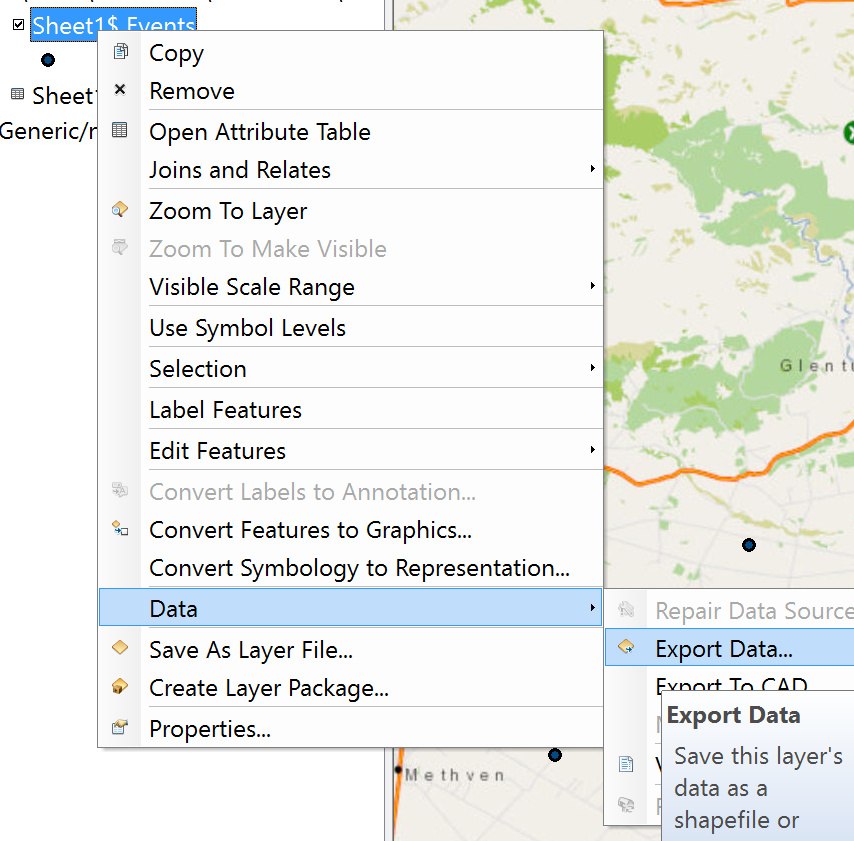 Sheet1$ Events
Sheet1
Generic/
Copy
Remove
Open Attribute Table
Joins and Relates
Zoom To Layer
Zoom To Make Visible
Visible Scale Range
Use Symbol Levels
Selection
Label Features
Edit Features
Convert Labels to Annotation...
Convert Features to Graphics...
Convert Symbology to Representation...
Data
Save As Layer File...
Create Layer Package...
Properties...
Repair Data Source
Export Data...
Export To CAD
Export Data
Save this layer's
data as a
shapefile or
Glentu
Methven